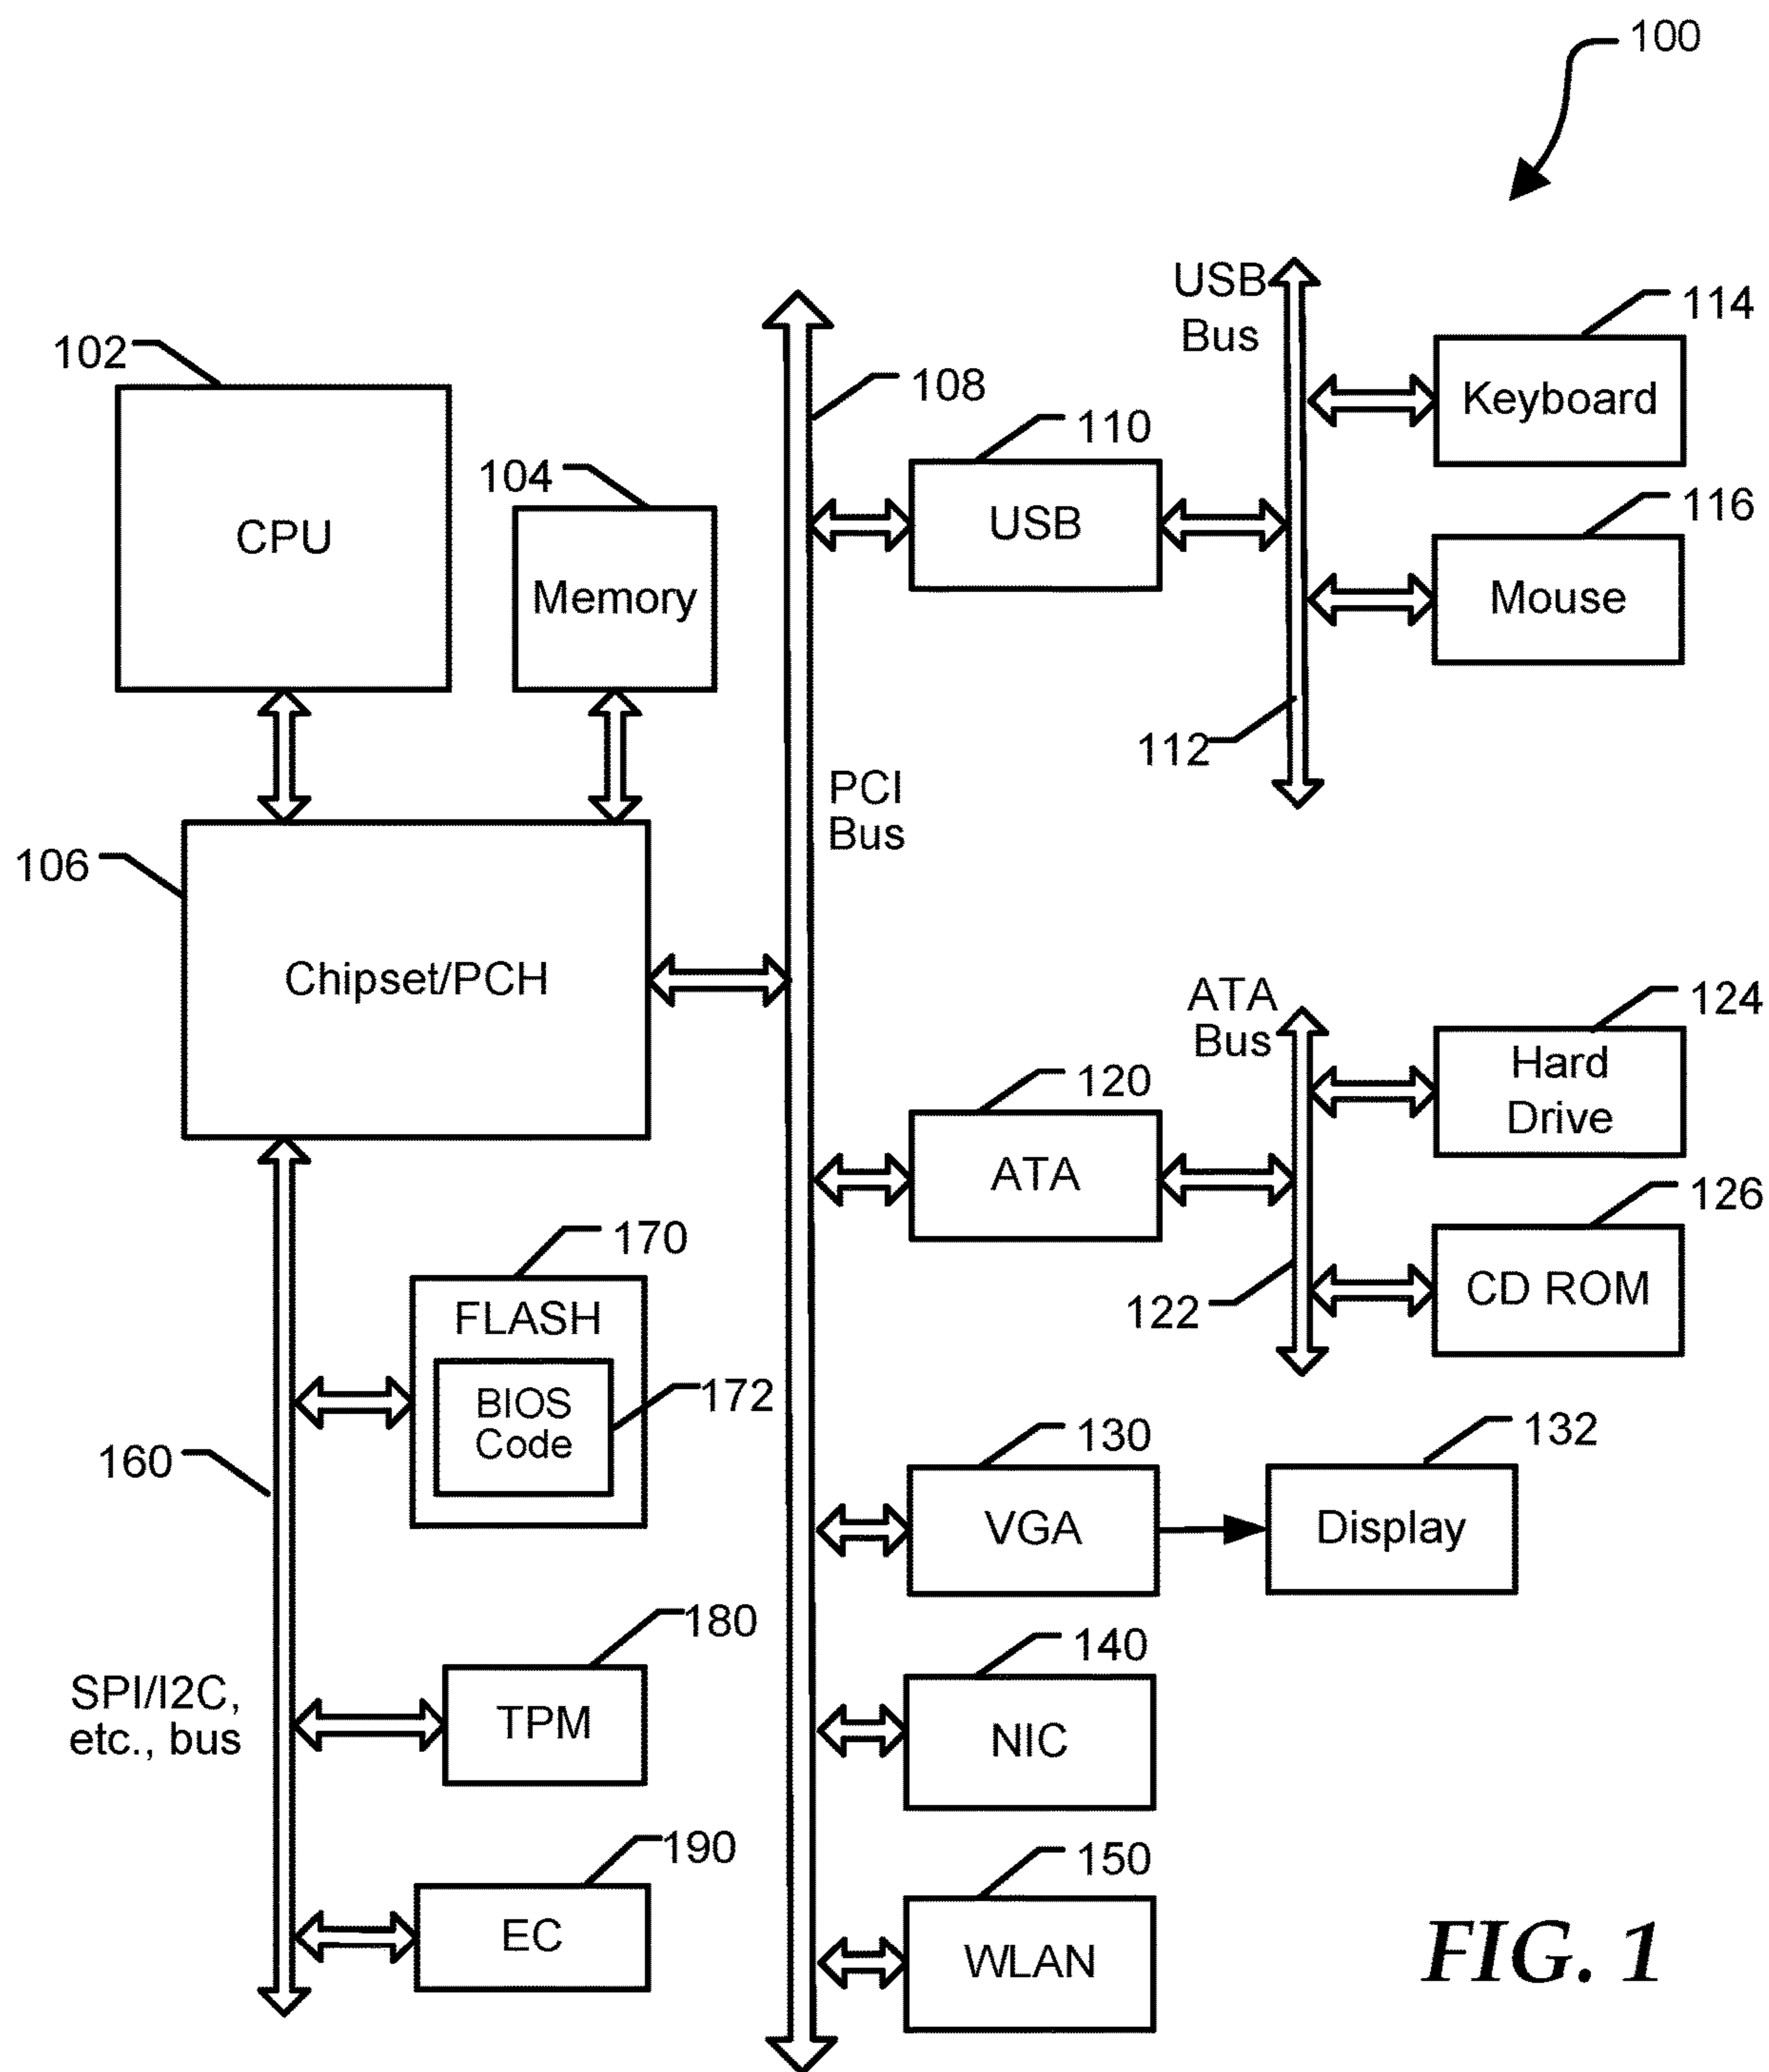 100
102
CPU
104
Memory
106
Chipset/PCH
108
PCI
Bus
110
USB
USB
Bus
112
114
Keyboard
116
Mouse
120
ATA
ATA
Bus
122
124
Hard
Drive
126
CD ROM
130
VGA
132
Display
140
NIC
150
WLAN
160
SPI/I2C,
etc., bus
170
FLASH
BIOS
Code
172
180
TPM
190
EC
FIG. 1